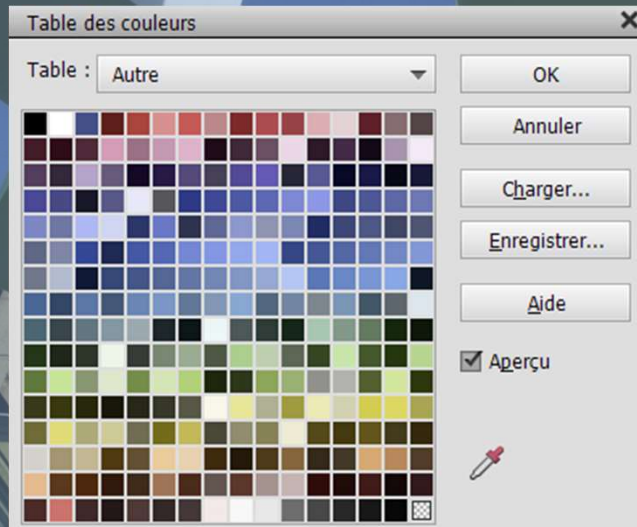 Table des couleurs
Table : Autre
OK
Annuler
Charger...
Enregistrer...
Aide
Aperçu